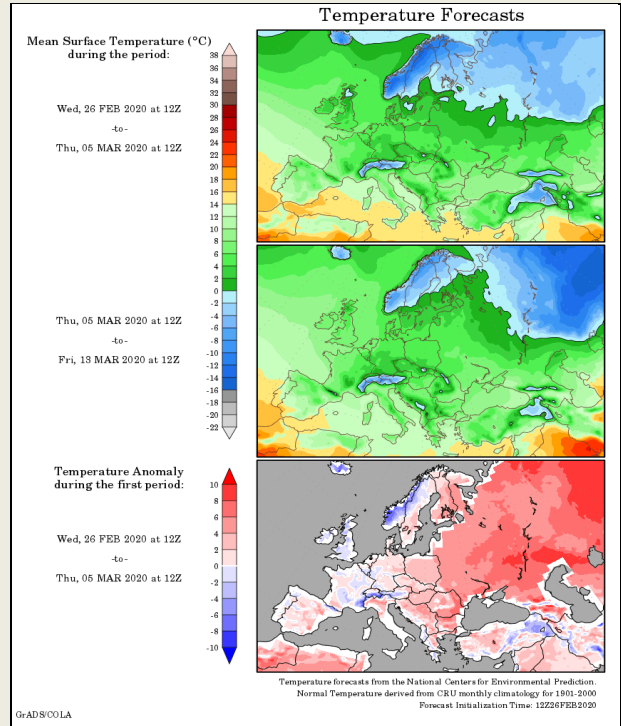 Temperature Forecasts
Mean Surface Temperature (°C)
during the period:
Wed, 26 FEB 2020 at 12Z
-to-
Thu, 05 MAR 2020 at 12Z
38
36
34
32
30
28
26
24
22
20
18
16
14
12
10
8
6
4
2
0
-2
-4
-6
-8
-10
-12
-14
-16
-18
-20
-22
Thu, 05 MAR 2020 at 12Z
-to-
Fri, 13 MAR 2020 at 12Z
Temperature Anomaly
during the first period:
Wed, 26 FEB 2020 at 12Z
-to-
Thu, 05 MAR 2020 at 12Z
10
8
6
4
2
0
-2
-4
-6
-8
-10
Temperature forecasts from the National Centers for Environmental Prediction.
Normal Temperature derived from CRU monthly climatology for 1901-2000
Forecast Initialization Time: 12Z26FEB2020
GrADS/COLA